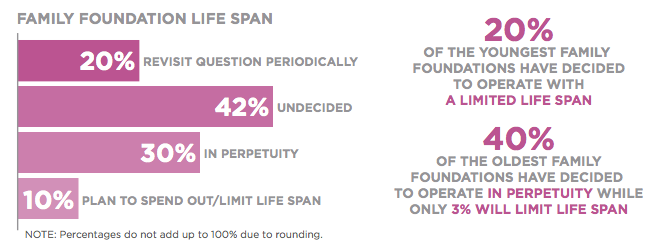 FAMILY FOUNDATION LIFE SPAN
20% REVISIT QUESTION PERIODICALLY
42% UNDECIDED
30% IN PERPETUITY
10% PLAN TO SPEND OUT/LIMIT LIFE SPAN
NOTE: Percentages do not add up to 100% due to rounding.
20%
OF THE YOUNGEST FAMILY
FOUNDATIONS HAVE DECIDED
TO OPERATE WITH
A LIMITED LIFE SPAN
40%
OF THE OLDEST FAMILY
FOUNDATIONS HAVE DECIDED
TO OPERATE IN PERPETUITY WHILE
ONLY 3% WILL LIMIT LIFE SPAN